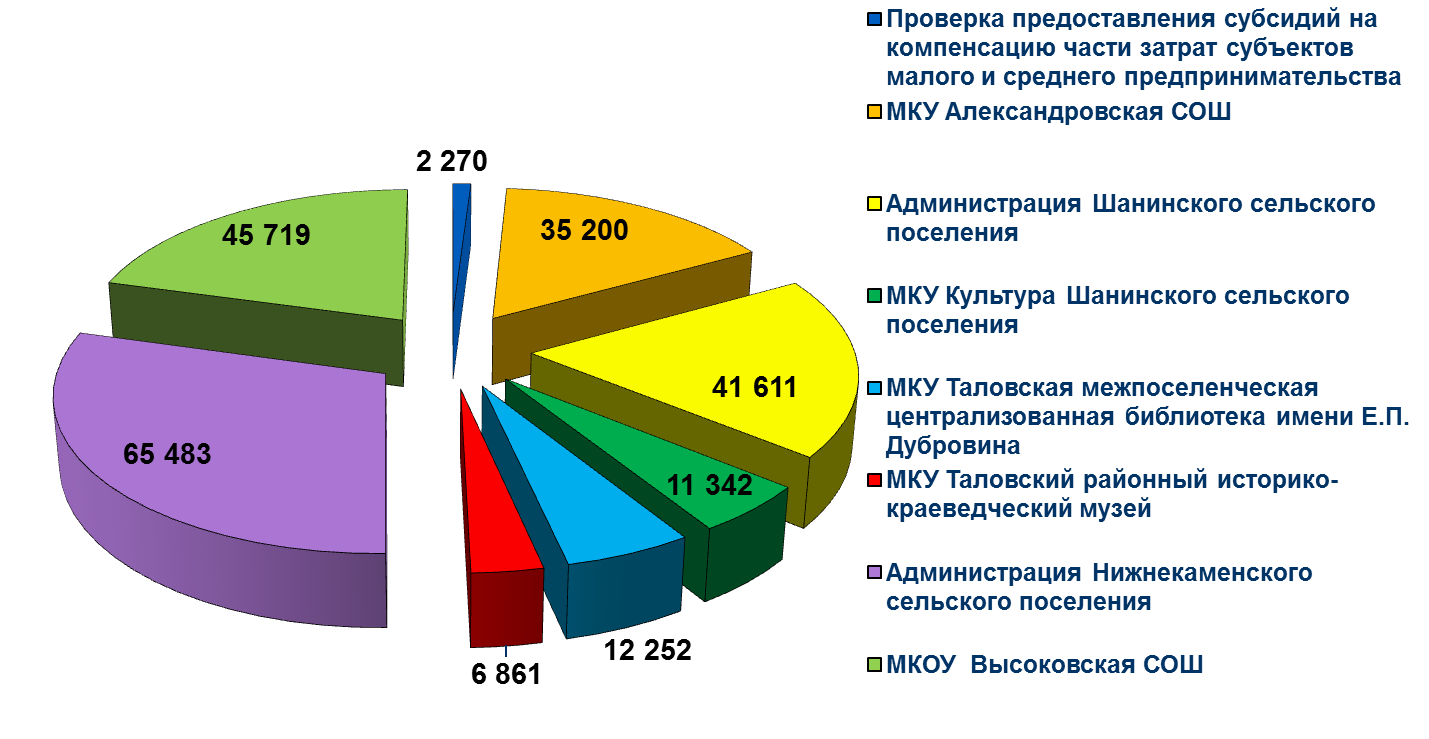 Проверка предоставления субсидий на
компенсацию части затрат субъектов
малого и среднего предпринимательства
МКУ Александровская СОШ
Администрация Шанинского сельского
поселения
МКУ Культура Шанинского сельского
поселения
МКУ Таловская межпоселенческая
централизованная библиотека имени Е.П.
Дубровина
МКУ Таловский районный историко-
краеведческий музей
Администрация Нижнекаменского
сельского поселения
МКОУ Высоковская СОШ
2 270
35 200
41 611
11 342
12 252
6 861
65 483
45 719